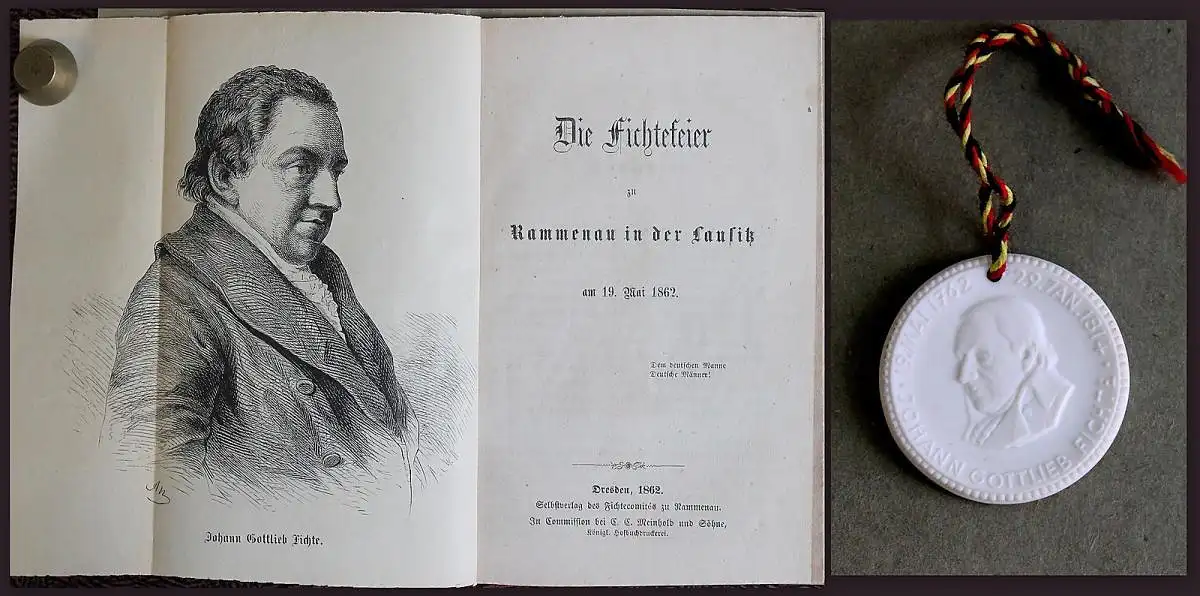 Johann Gottlieb Fichte.
Die Fichtefeier
zu
Rammenau in der Lausitz
am 19. Mai 1862.
Dem deutschen Manne
Deutsche Männer!
Dresden, 1862.
Selbstverlag des Fichtecomités zu Rammenau.
In Commission bei C. C. Meinhold und Söhne,
Königl. Hofbuchdruckerei.
19. MAI 1762 29. JAN. 1814
JOHANN GOTTLIEB FICHTE